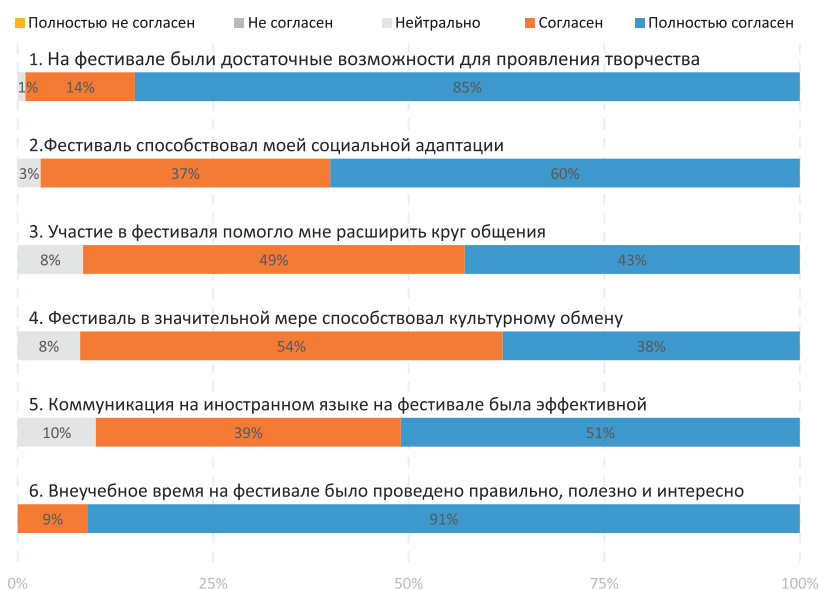 Полностью не согласен Не согласен Нейтрально Согласен Полностью согласен
1. На фестивале были достаточные возможности для проявления творчества
1% 14% 85%
2.Фестиваль способствовал моей социальной адаптации
3% 37% 60%
3. Участие в фестиваля помогло мне расширить круг общения
8% 49% 43%
4. Фестиваль в значительной мере способствовал культурному обмену
8% 54% 38%
5. Коммуникация на иностранном языке на фестивале была эффективной
10% 39% 51%
6. Внеучебное время на фестивале было проведено правильно, полезно и интересно
9% 91%
0% 25% 50% 75% 100%